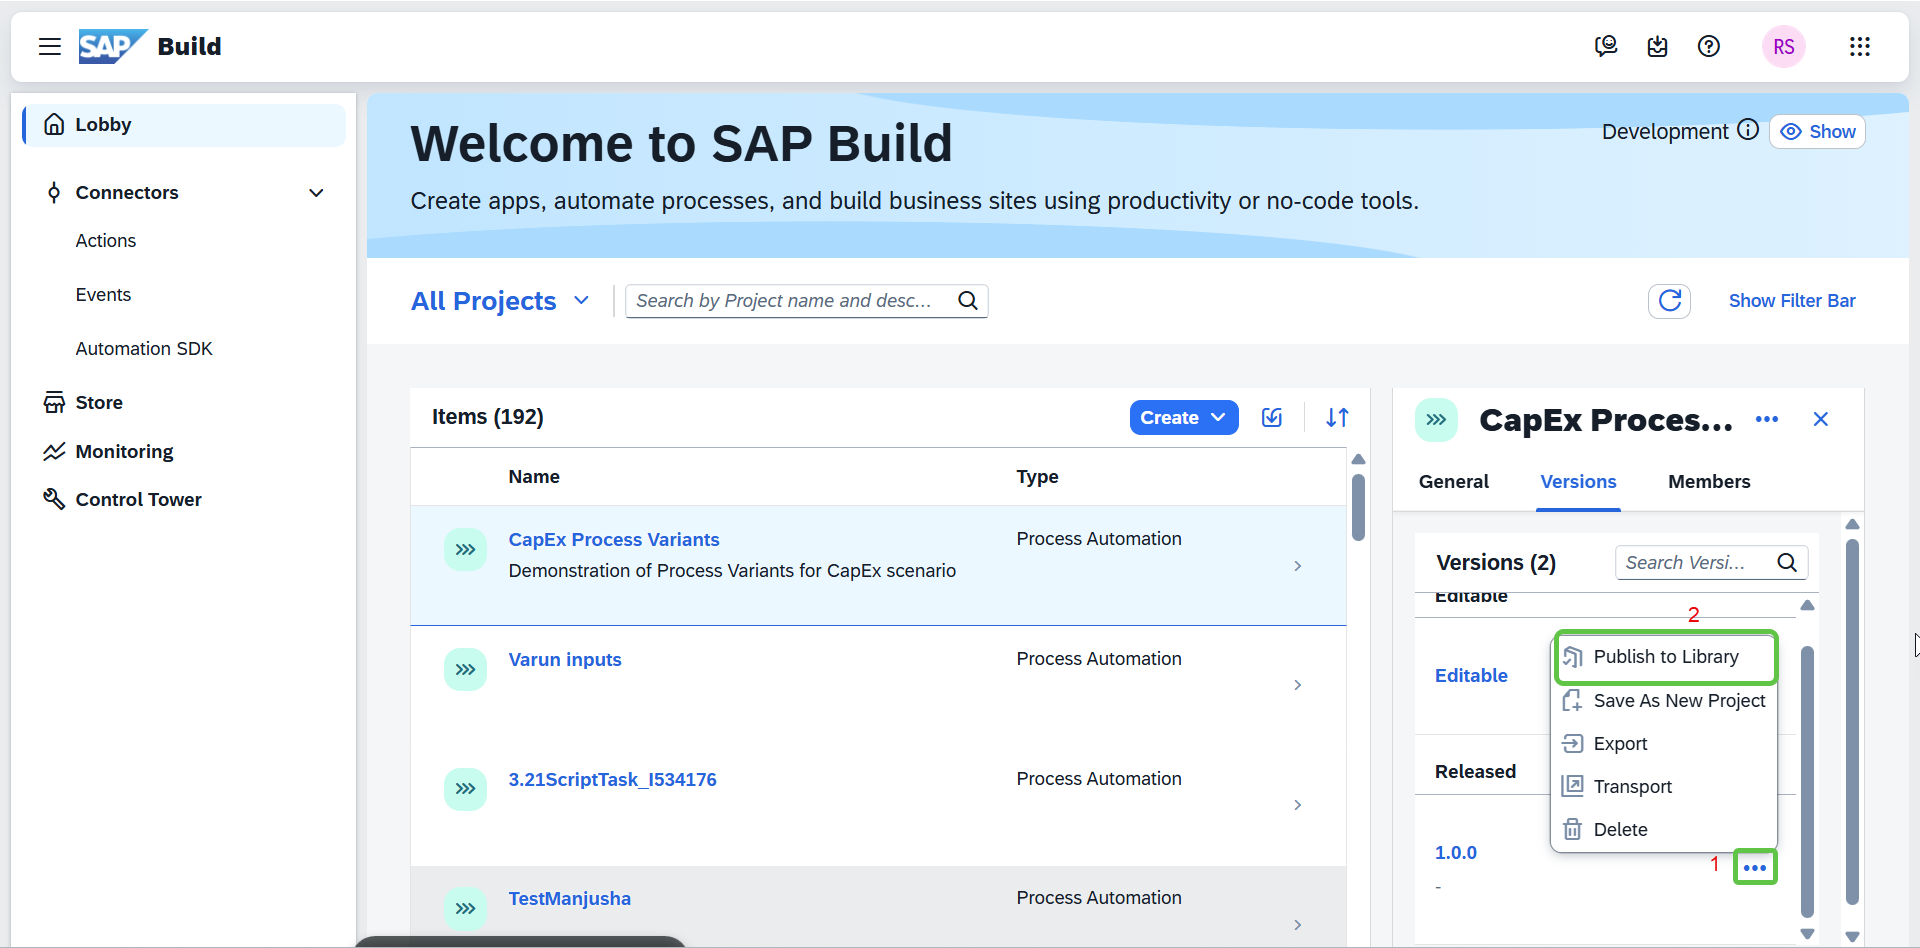 SAP Build
RS
Lobby
Connectors
Actions
Events
Automation SDK
Store
Monitoring
Control Tower
Welcome to SAP Build
Create apps, automate processes, and build business sites using productivity or no-code tools.
Development
Show
All Projects
Search by Project name and desc...
Show Filter Bar
Items (192)
Create
Name Type
CapEx Process Variants Process Automation
Demonstration of Process Variants for CapEx scenario
Varun inputs Process Automation
3.21ScriptTask_I534176 Process Automation
TestManjusha Process Automation
CapEx Proces...
General Versions Members
Versions (2) Search Versi...
Editable
2
Editable
Publish to Library
Save As New Project
Export
Transport
Delete
Released
1.0.0
1
-